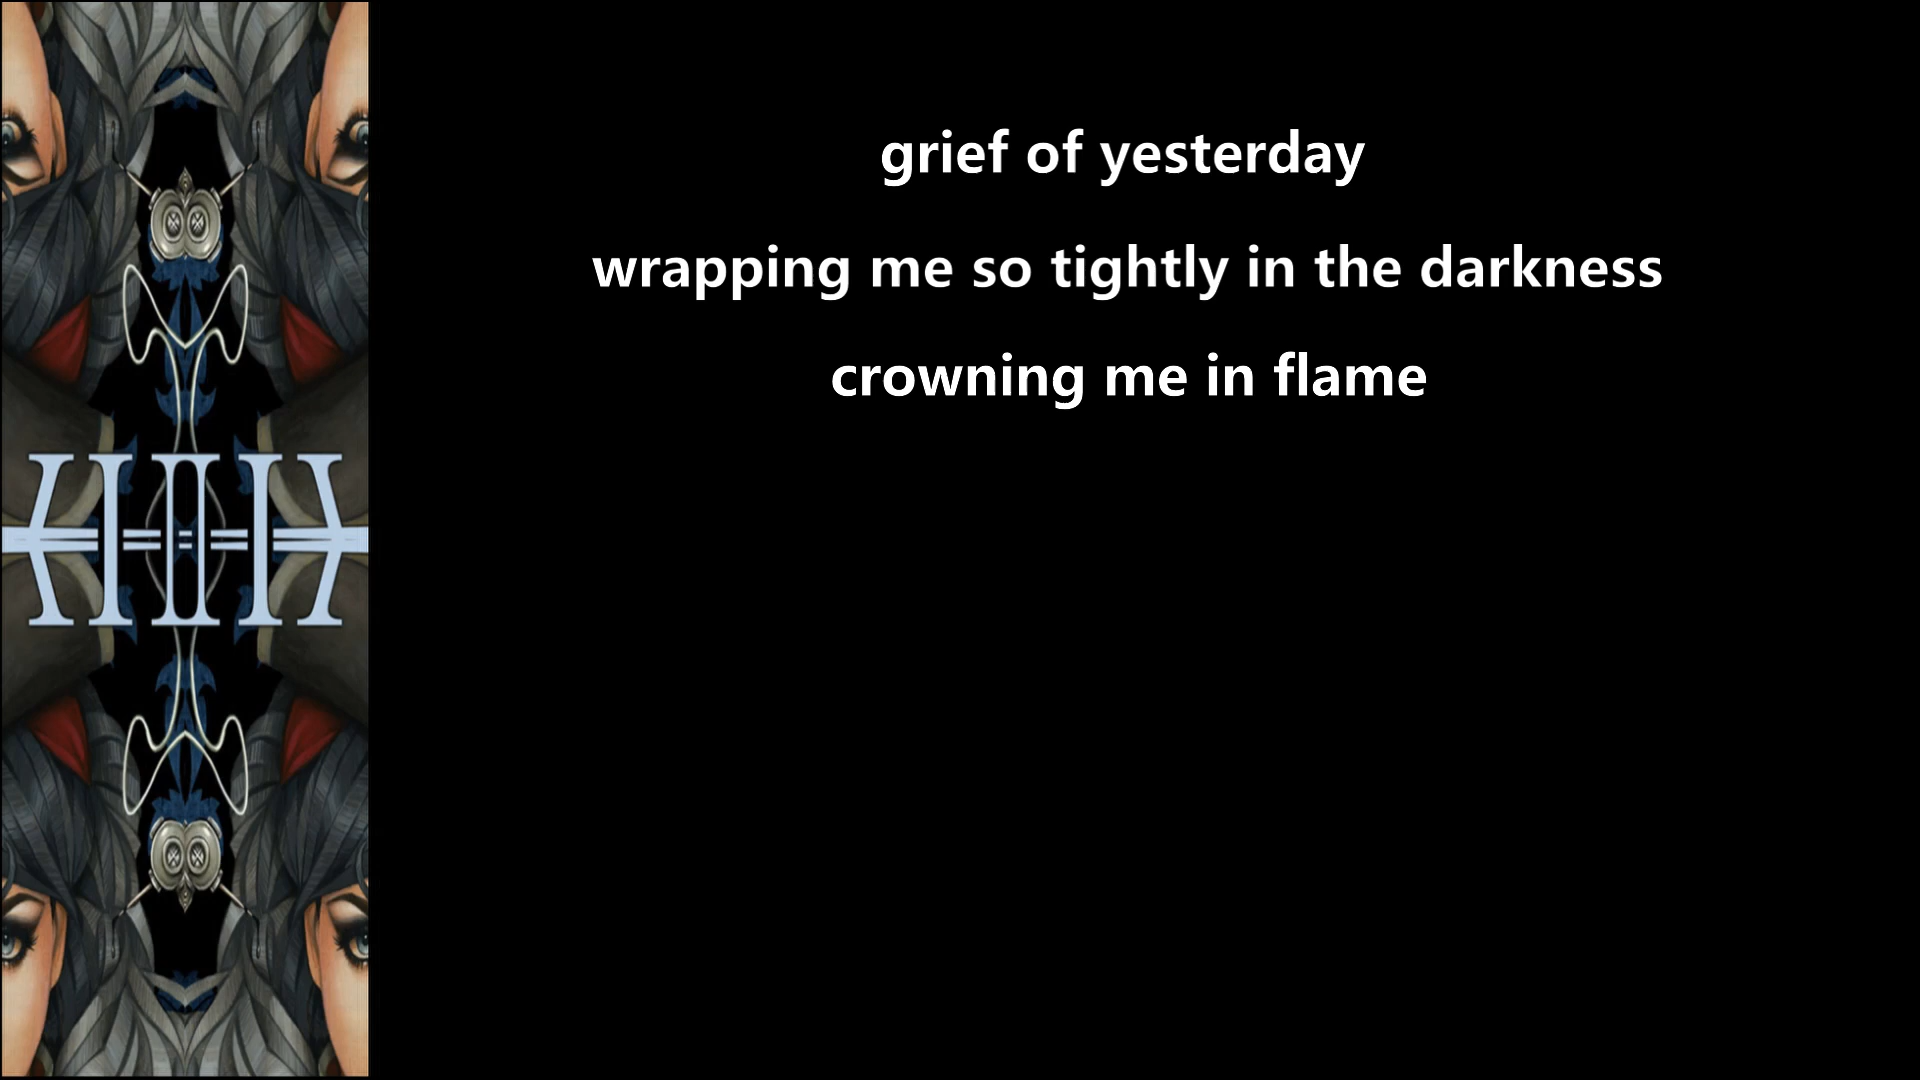 grief of yesterday
wrapping me so tightly in the darkness
crowning me in flame